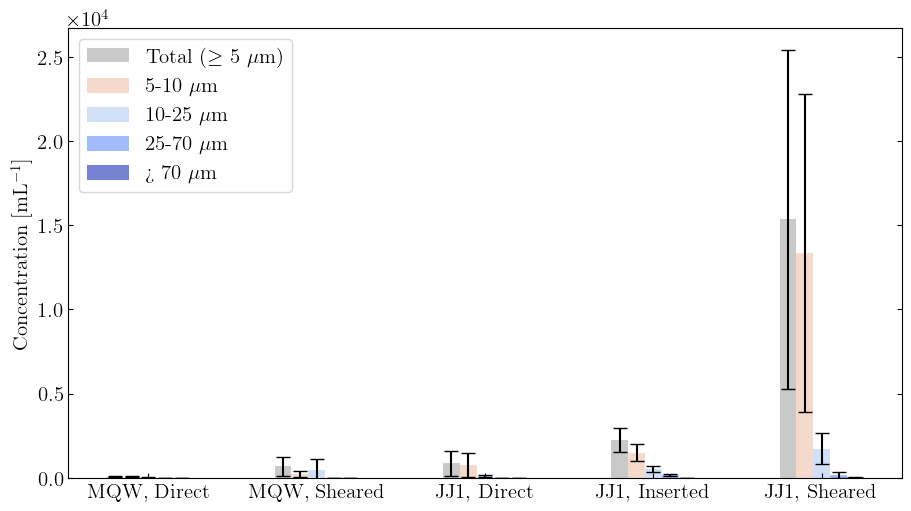 ×10⁴
Total (≥ 5 μm)
5-10 μm
10-25 μm
25-70 μm
> 70 μm
Concentration [mL⁻¹]
2.5
2.0
1.5
1.0
0.5
0.0
MQW, Direct
MQW, Sheared
JJ1, Direct
JJ1, Inserted
JJ1, Sheared